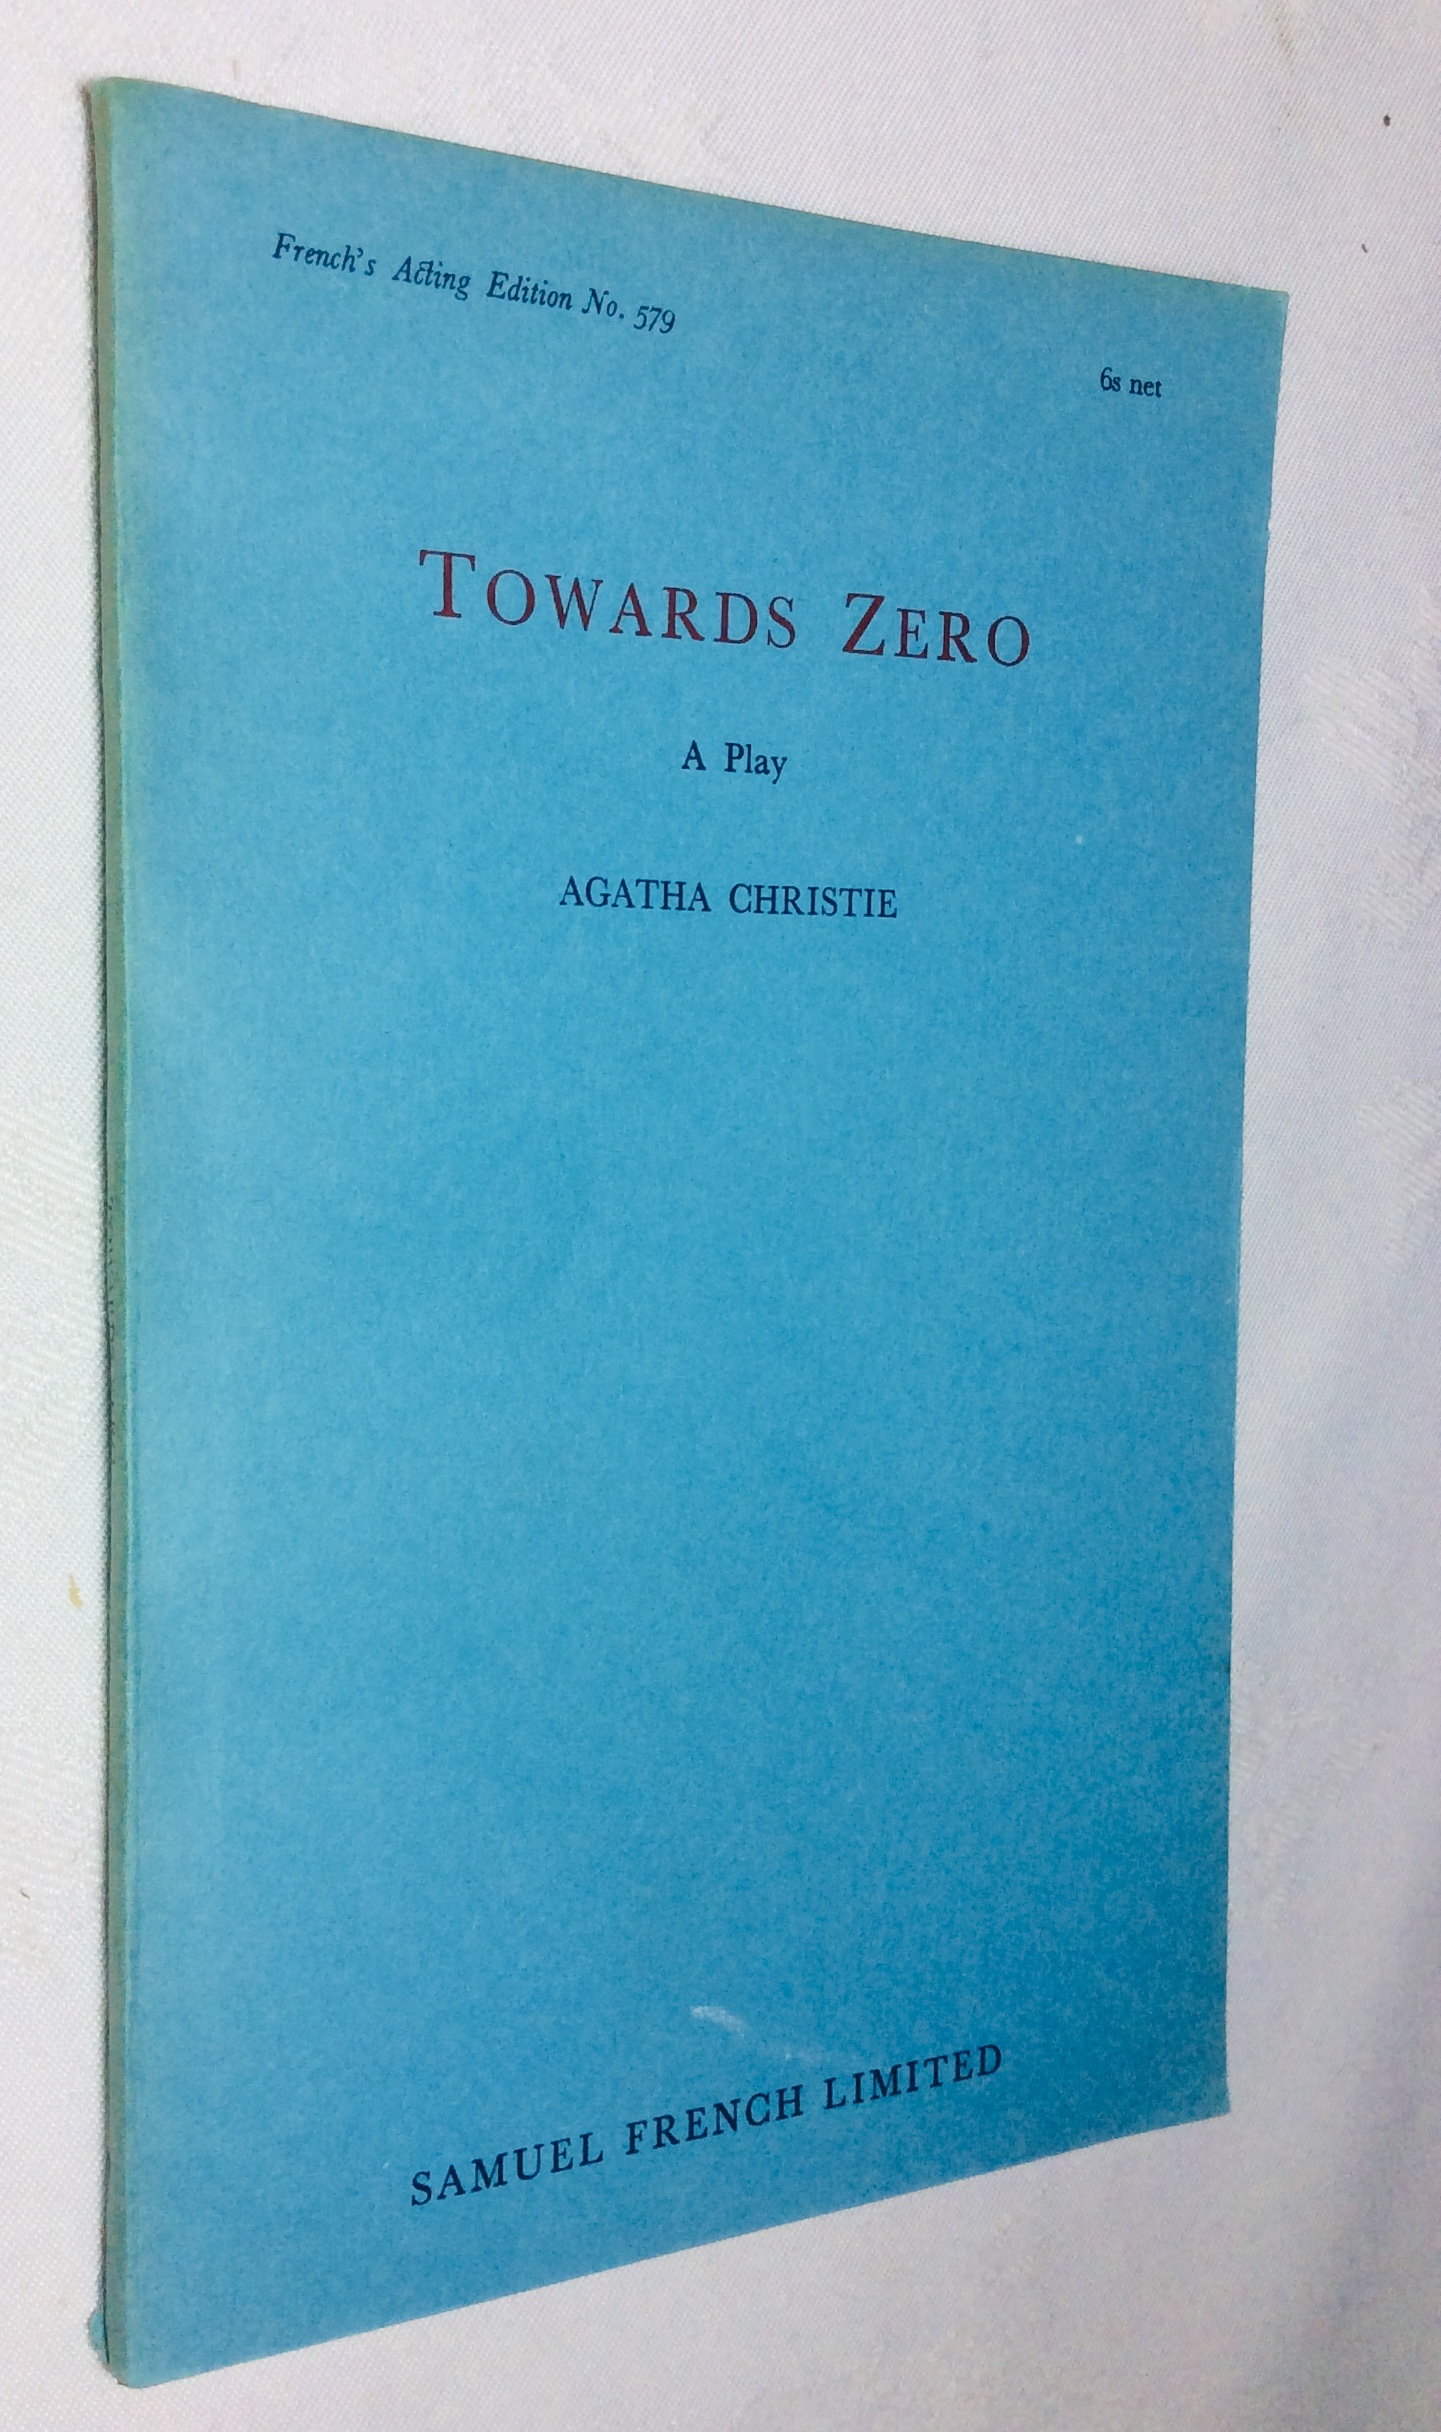 French's Acting Edition No. 579
6s net
TOWARDS ZERO
A Play
AGATHA CHRISTIE
SAMUEL FRENCH LIMITED